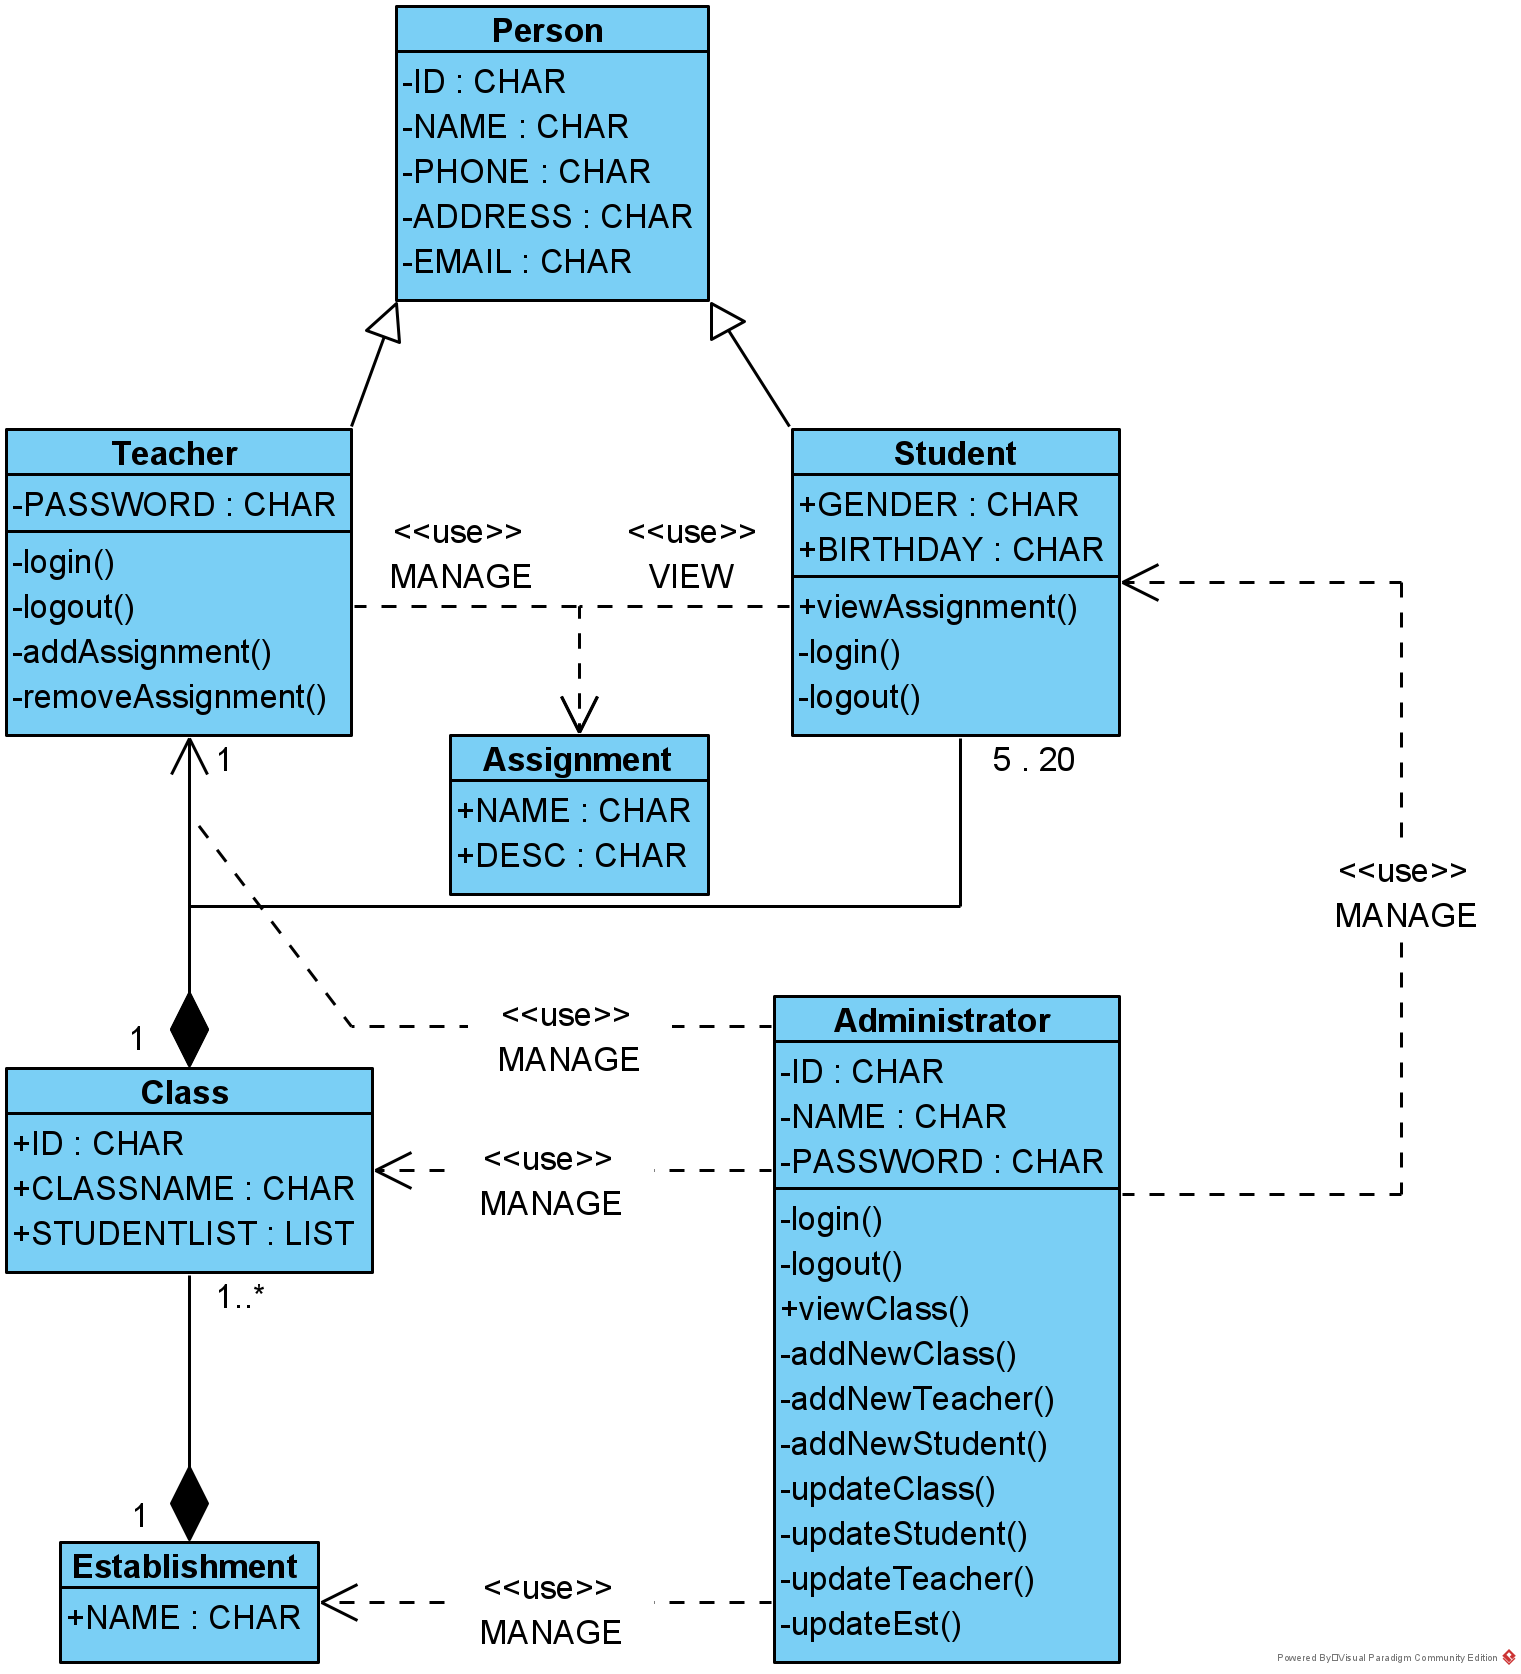 Person
-ID : CHAR
-NAME : CHAR
-PHONE : CHAR
-ADDRESS : CHAR
-EMAIL : CHAR
Teacher
-PASSWORD : CHAR
-login()
-logout()
-addAssignment()
-removeAssignment()
<<use>>
MANAGE
<<use>>
VIEW
Student
+GENDER : CHAR
+BIRTHDAY : CHAR
+viewAssignment()
-login()
-logout()
1
5 . 20
Assignment
+NAME : CHAR
+DESC : CHAR
<<use>>
MANAGE
<<use>>
MANAGE
1
Class
+ID : CHAR
+CLASSNAME : CHAR
+STUDENTLIST : LIST
<<use>>
MANAGE
Administrator
-ID : CHAR
-NAME : CHAR
-PASSWORD : CHAR
-login()
-logout()
+viewClass()
-addNewClass()
-addNewTeacher()
-addNewStudent()
-updateClass()
-updateStudent()
-updateTeacher()
-updateEst()
1..*
1
Establishment
+NAME : CHAR
<<use>>
MANAGE
Powered By□Visual Paradigm Community Edition